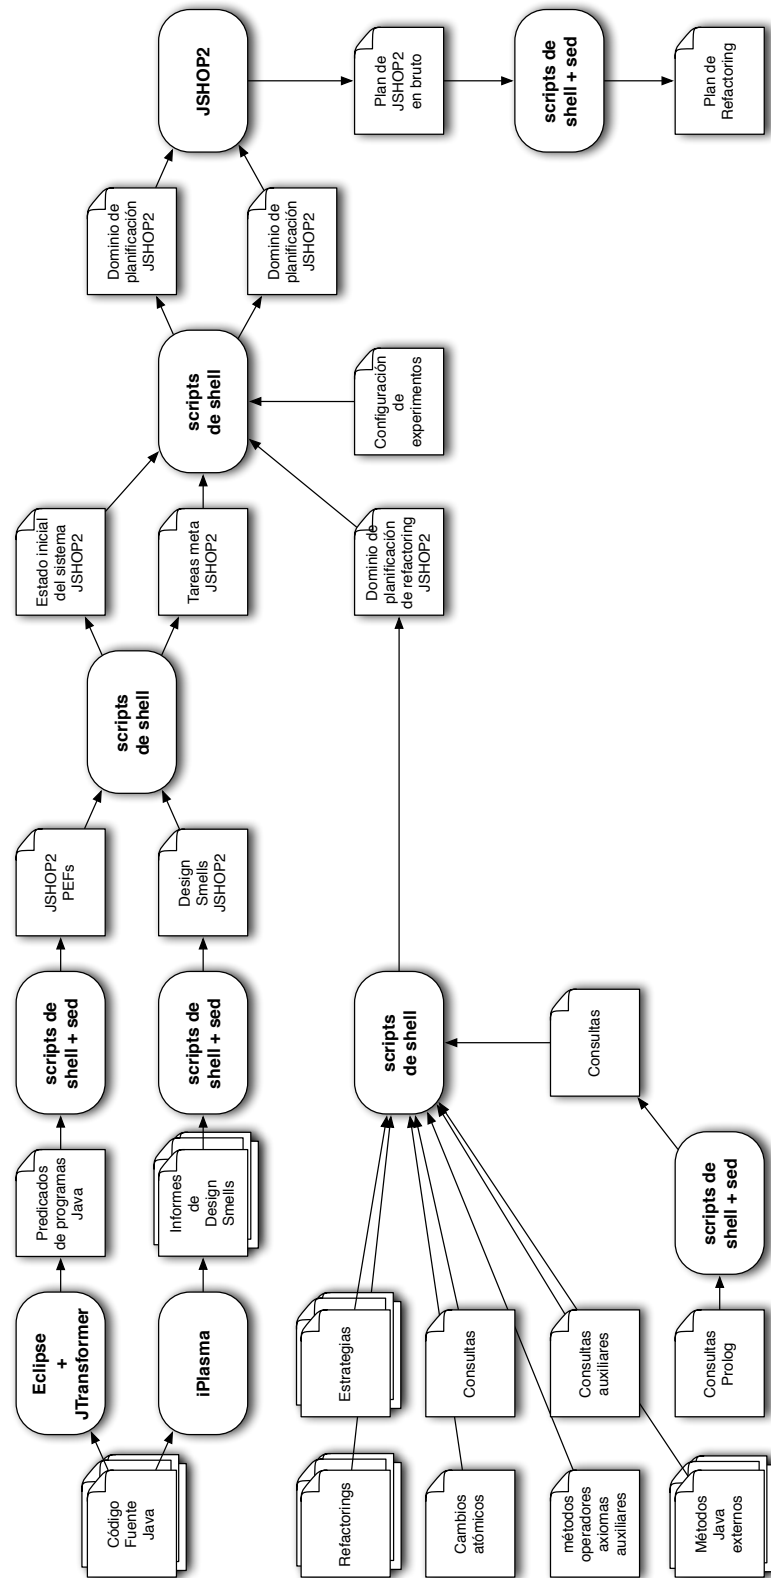 Código
Fuente
Java
Eclipse
+
JTransformer
iPlasma
Predicados
de programas
Java
Informes
de
Design
Smells
scripts de
shell + sed
scripts de
shell + sed
JSHOP2
PEFs
Design
Smells
JSHOP2
scripts
de shell
Estado inicial
del sistema
JSHOP2
Tareas meta
JSHOP2
scripts
de shell
Dominio de
planificación
JSHOP2
Dominio de
planificación
JSHOP2
JSHOP2
Plan de
JSHOP2
en bruto
scripts de
shell + sed
Plan de
Refactoring
Configuración
de
experimentos
Dominio de
planificación
de refactoring
JSHOP2
scripts
de shell
Consultas
scripts de
shell + sed
Consultas
Prolog
Refactorings
Estrategias
Cambios
atómicos
Consultas
métodos
operadores
axiomas
auxiliares
Consultas
auxiliares
Métodos
Java
externos